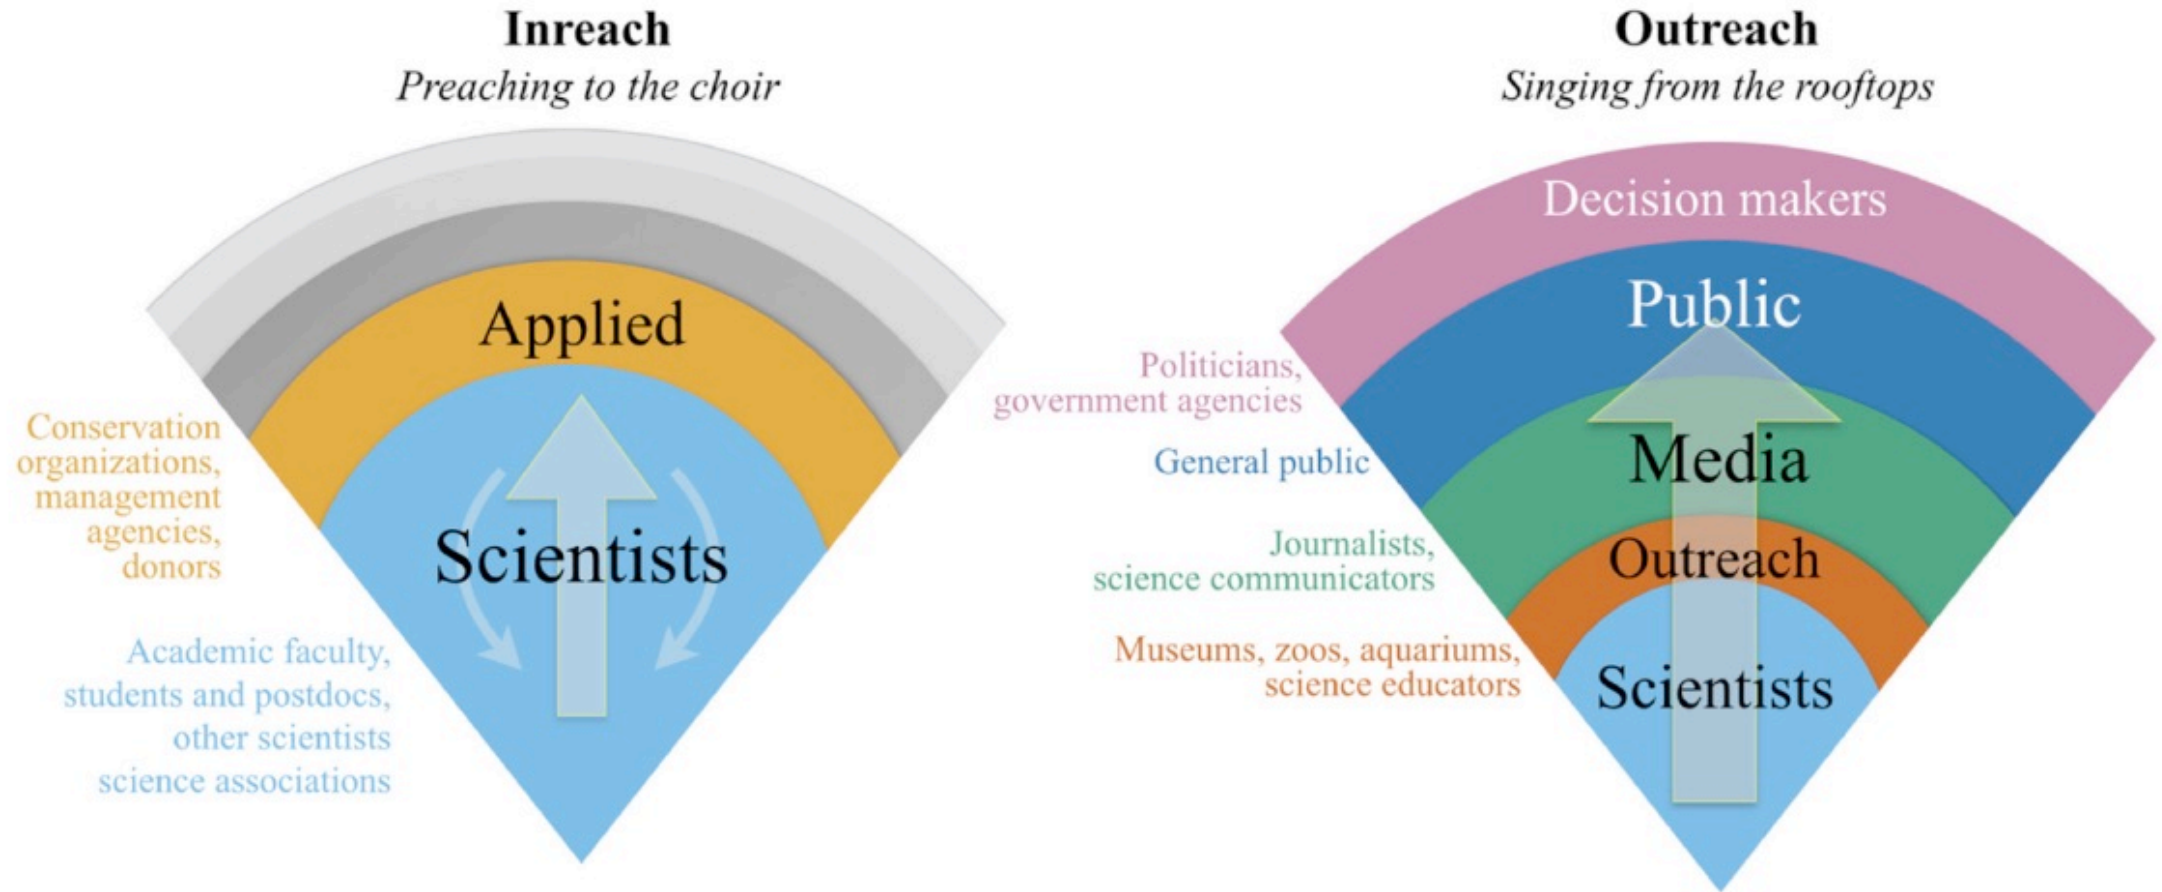 Inreach
Preaching to the choir
Applied
Scientists
Conservation
organizations,
management
agencies,
donors
Academic faculty,
students and postdocs,
other scientists
science associations
Outreach
Singing from the rooftops
Decision makers
Public
Media
Outreach
Scientists
Politicians,
government agencies
General public
Journalists,
science communicators
Museums, zoos, aquariums,
science educators